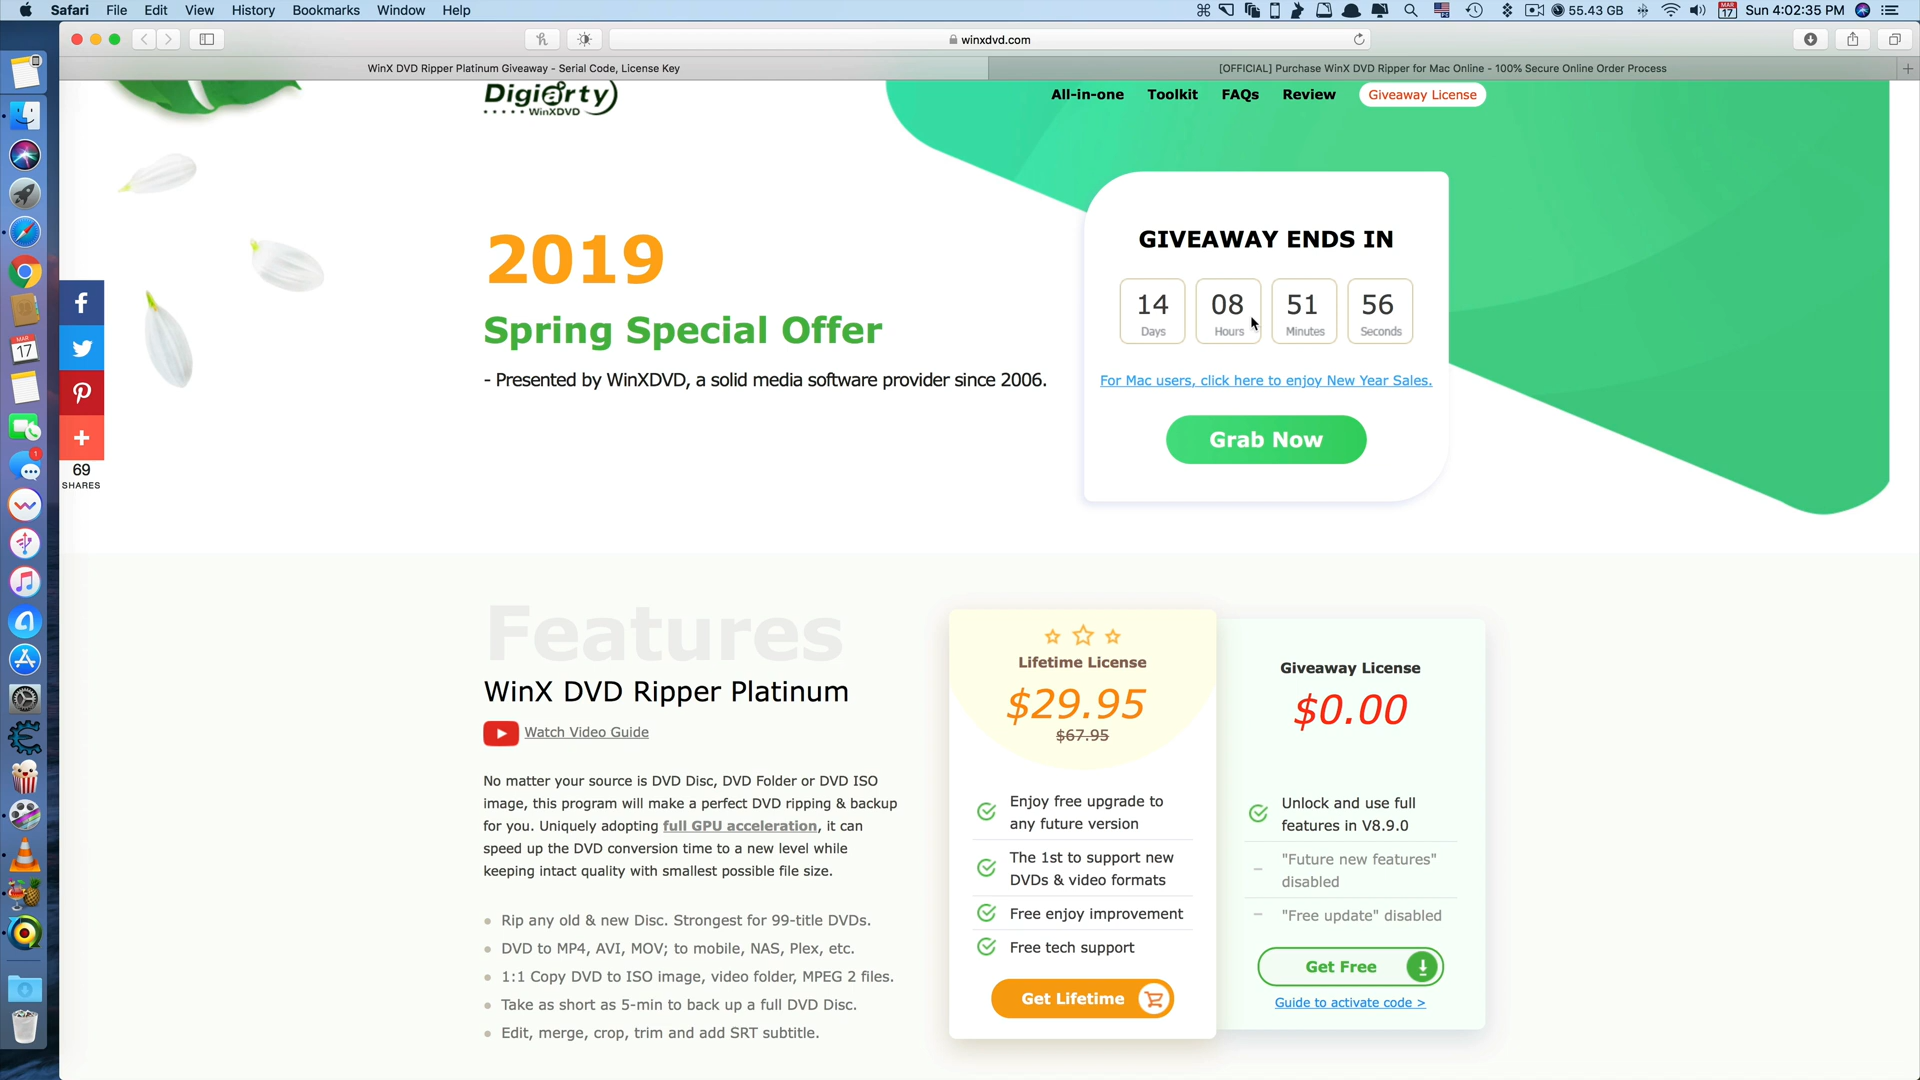 Safari File Edit View History Bookmarks Window Help 55.43 GB MAR 17 Sun 4:02:35 PM
winxdvd.com
WinX DVD Ripper Platinum Giveaway - Serial Code, License Key
[OFFICIAL] Purchase WinX DVD Ripper for Mac Online - 100% Secure Online Order Process
Digiarty
WinXDVD
All-in-one Toolkit FAQs Review Giveaway License
2019
Spring Special Offer
- Presented by WinXDVD, a solid media software provider since 2006.
GIVEAWAY ENDS IN
14 08 51 56
Days Hours Minutes Seconds
For Mac users, click here to enjoy New Year Sales.
Grab Now
69
SHARES
MAR
17
1
Features
WinX DVD Ripper Platinum
Watch Video Guide
No matter your source is DVD Disc, DVD Folder or DVD ISO
image, this program will make a perfect DVD ripping & backup
for you. Uniquely adopting full GPU acceleration, it can
speed up the DVD conversion time to a new level while
keeping intact quality with smallest possible file size.
Rip any old & new Disc. Strongest for 99-title DVDs.
DVD to MP4, AVI, MOV; to mobile, NAS, Plex, etc.
1:1 Copy DVD to ISO image, video folder, MPEG 2 files.
Take as short as 5-min to back up a full DVD Disc.
Edit, merge, crop, trim and add SRT subtitle.
Lifetime License
$29.95
$67.95
Enjoy free upgrade to
any future version
The 1st to support new
DVDs & video formats
Free enjoy improvement
Free tech support
Get Lifetime
Giveaway License
$0.00
Unlock and use full
features in V8.9.0
"Future new features"
disabled
"Free update" disabled
Get Free
Guide to activate code >